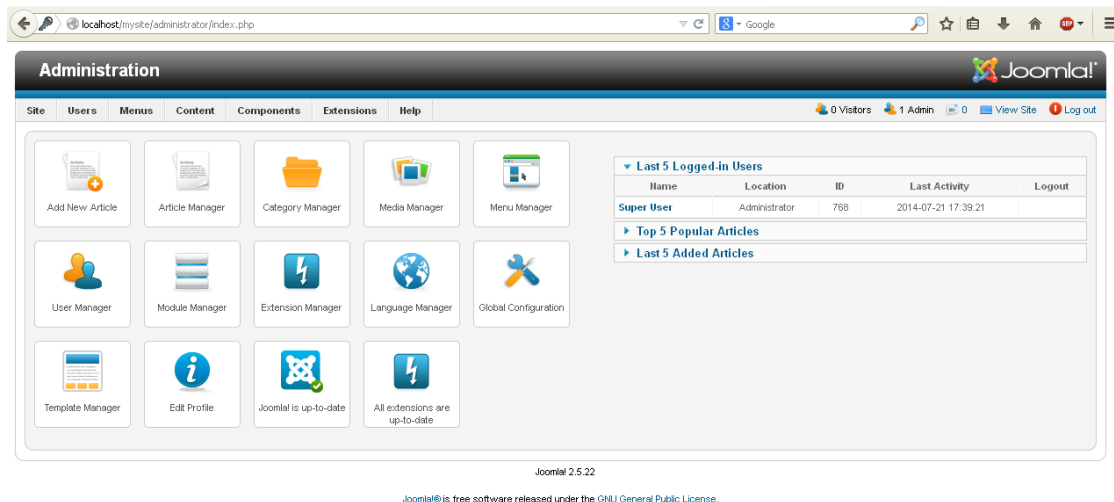 localhost/mysite/administrator/index.php
Google
ABP
Administration
Joomla!
Site Users Menus Content Components Extensions Help
0 Visitors 1 Admin 0 View Site Log out
Add New Article
Article Manager
Category Manager
Media Manager
Menu Manager
User Manager
Module Manager
Extension Manager
Language Manager
Global Configuration
Template Manager
Edit Profile
Joomla! is up-to-date
All extensions are
up-to-date
Last 5 Logged-in Users
Name Location ID Last Activity Logout
Super User Administrator 768 2014-07-21 17:39:21
Top 5 Popular Articles
Last 5 Added Articles
Joomla! 2.5.22
Joomla!® is free software released under the GNU General Public License.